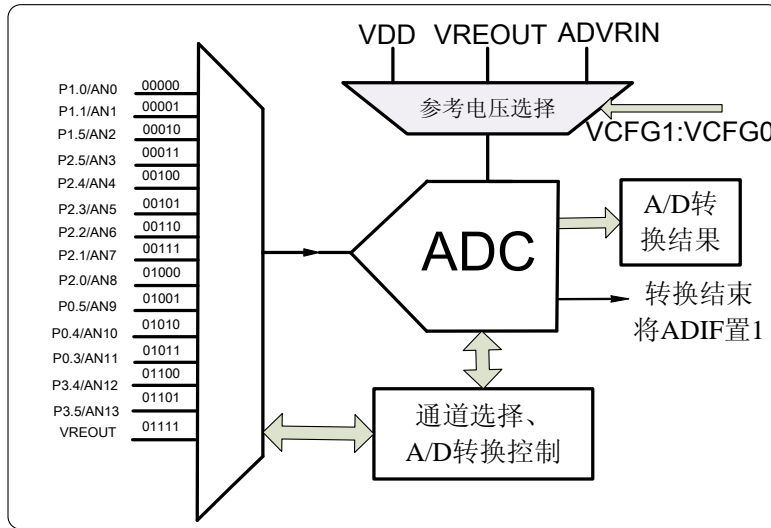 VDD VREOUT ADVRIN
参考电压选择
VCFG1:VCFG0
P1.0/AN0 00000
P1.1/AN1 00001
P1.5/AN2 00010
P2.5/AN3 00011
P2.4/AN4 00100
P2.3/AN5 00101
P2.2/AN6 00110
P2.1/AN7 00111
P2.0/AN8 01000
P0.5/AN9 01001
P0.4/AN10 01010
P0.3/AN11 01011
P3.4/AN12 01100
P3.5/AN13 01101
VREOUT 01111
ADC
A/D转
换结果
转换结束
将ADIF置1
通道选择、
A/D转换控制